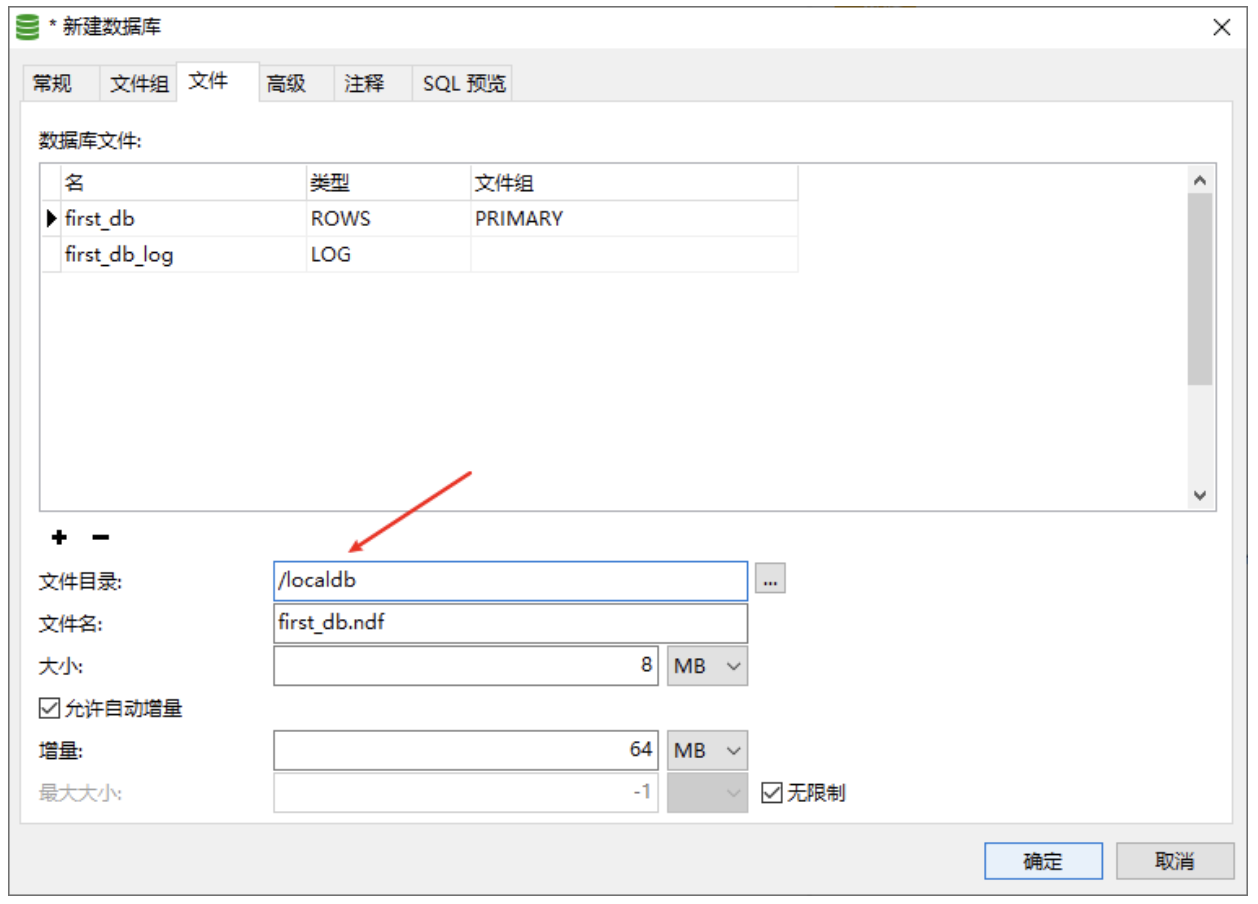 * 新建数据库
常规 文件组 文件 高级 注释 SQL 预览
数据库文件:
名 类型 文件组
first_db ROWS PRIMARY
first_db_log LOG
文件目录: /localdb ...
文件名: first_db.ndf
大小: 8 MB
允许自动增量
增量: 64 MB
最大大小: -1 无限制
确定 取消